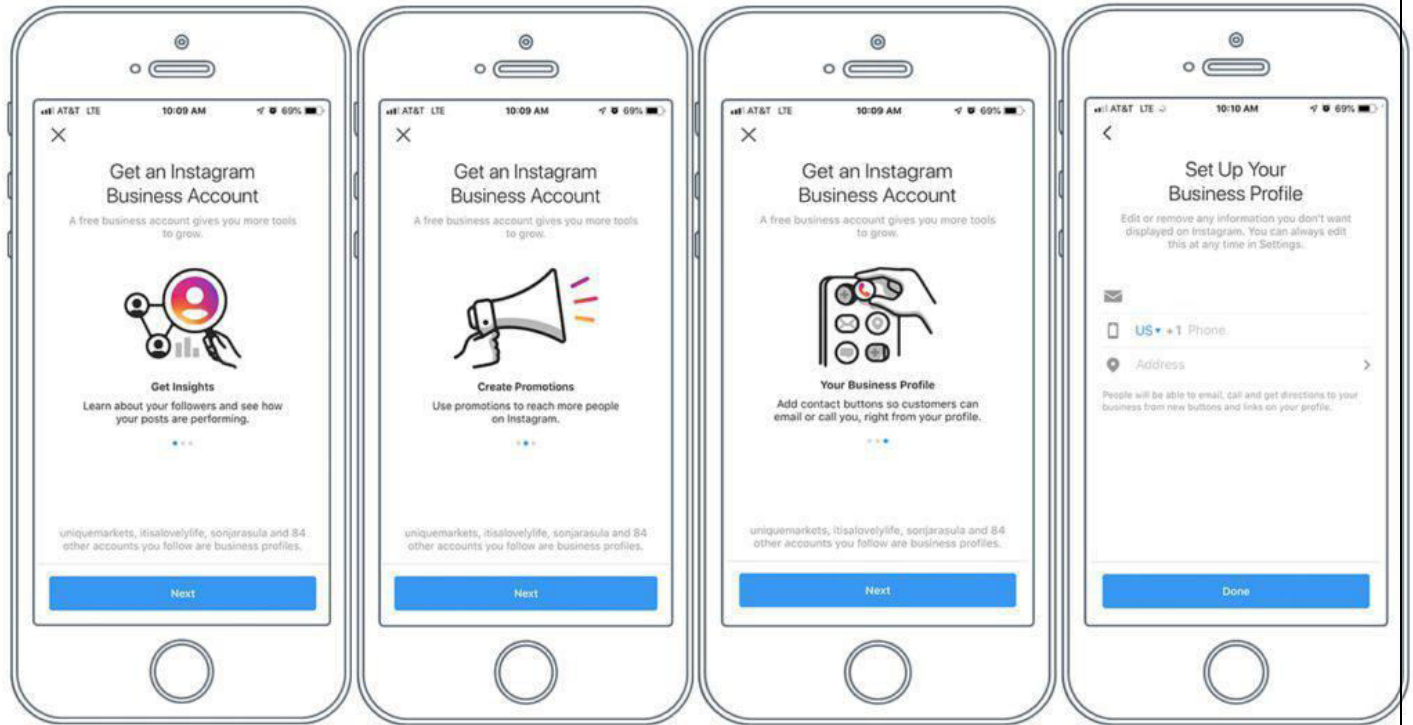 AT&T LTE 10:09 AM 69%
Get an Instagram
Business Account
A free business account gives you more tools
to grow.
Get Insights
Learn about your followers and see how
your posts are performing.
uniquemarkets, itisalovelylife, sonjarasula and 84
other accounts you follow are business profiles.
Next
AT&T LTE 10:09 AM 69%
Get an Instagram
Business Account
A free business account gives you more tools
to grow.
Create Promotions
Use promotions to reach more people
on Instagram.
uniquemarkets, itisalovelylife, sonjarasula and 84
other accounts you follow are business profiles.
Next
AT&T LTE 10:09 AM 69%
Get an Instagram
Business Account
A free business account gives you more tools
to grow.
Your Business Profile
Add contact buttons so customers can
email or call you, right from your profile.
uniquemarkets, itisalovelylife, sonjarasula and 84
other accounts you follow are business profiles.
Next
AT&T LTE 10:10 AM 69%
Set Up Your
Business Profile
Edit or remove any information you don't want
displayed on Instagram. You can always edit
this at any time in Settings.
US +1 Phone
Address
People will be able to email, call and get directions to your
business from new buttons and links on your profile.
Done